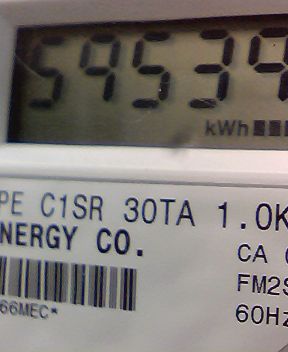 59539
kWh
PE C1SR 30TA 1.0K
NERGY CO.
CA
FM2S
66MEC*
60Hz